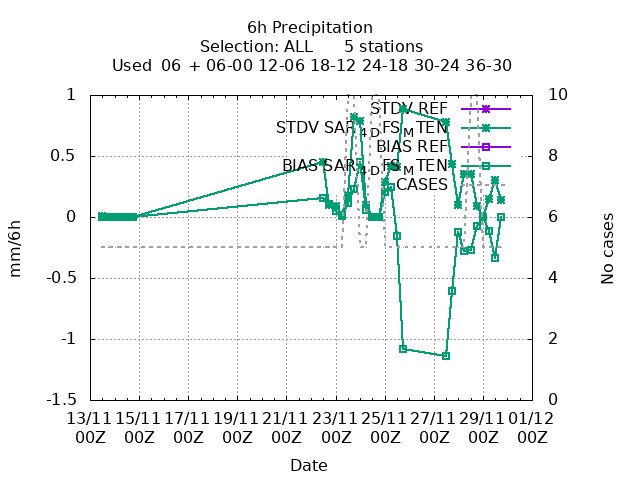 6h Precipitation
Selection: ALL 5 stations
Used 06 + 06-00 12-06 18-12 24-18 30-24 36-30
1
0.5
0
-0.5
-1
-1.5
mm/6h
10
8
6
4
2
0
No cases
STDV REF
STDV SAR4DFSMTEN
BIAS REF
BIAS SAR4DFSMTEN
CASES
13/11 15/11 17/11 19/11 21/11 23/11 25/11 27/11 29/11 01/12
00Z 00Z 00Z 00Z 00Z 00Z 00Z 00Z 00Z 00Z
Date